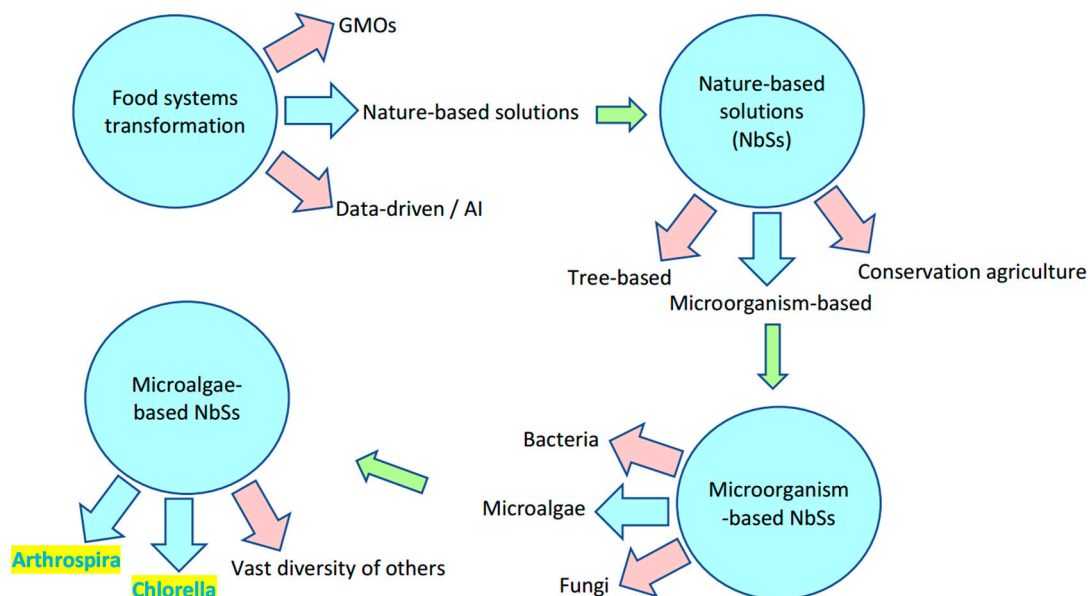 GMOs
Food systems
transformation
Nature-based solutions
Data-driven / AI
Nature-based
solutions
(NbSs)
Tree-based
Microorganism-based
Conservation agriculture
Microorganism
-based NbSs
Bacteria
Microalgae
Fungi
Microalgae-
based NbSs
Arthrospira
Chlorella
Vast diversity of others